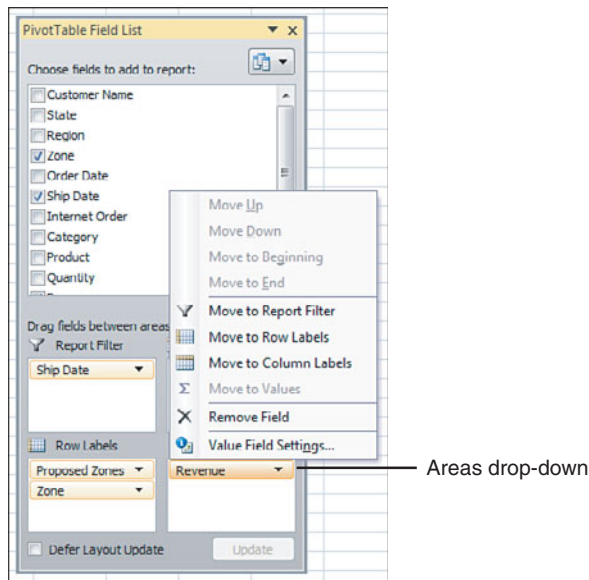 PivotTable Field List
Choose fields to add to report:
Customer Name
State
Region
Zone
Order Date
Ship Date
Internet Order
Category
Product
Quantity
Move Up
Move Down
Move to Beginning
Move to End
Move to Report Filter
Move to Row Labels
Move to Column Labels
Move to Values
Remove Field
Value Field Settings...
Drag fields between areas
Report Filter
Ship Date
Row Labels
Proposed Zones
Zone
Revenue
Areas drop-down
Defer Layout Update
Update